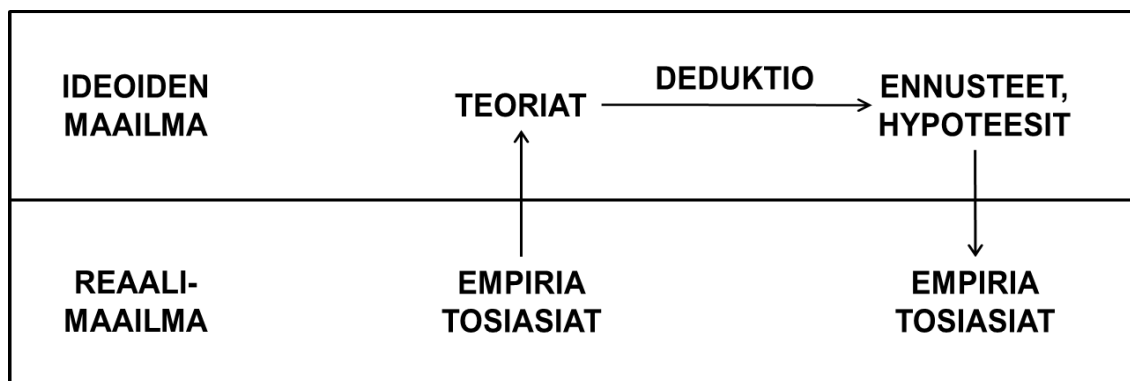 IDEOIDEN
MAAILMA
TEORIAT
DEDUKTIO
ENNUSTEET,
HYPOTEESIT
REAALI-
MAAILMA
EMPIRIA
TOSIASIAT
EMPIRIA
TOSIASIAT